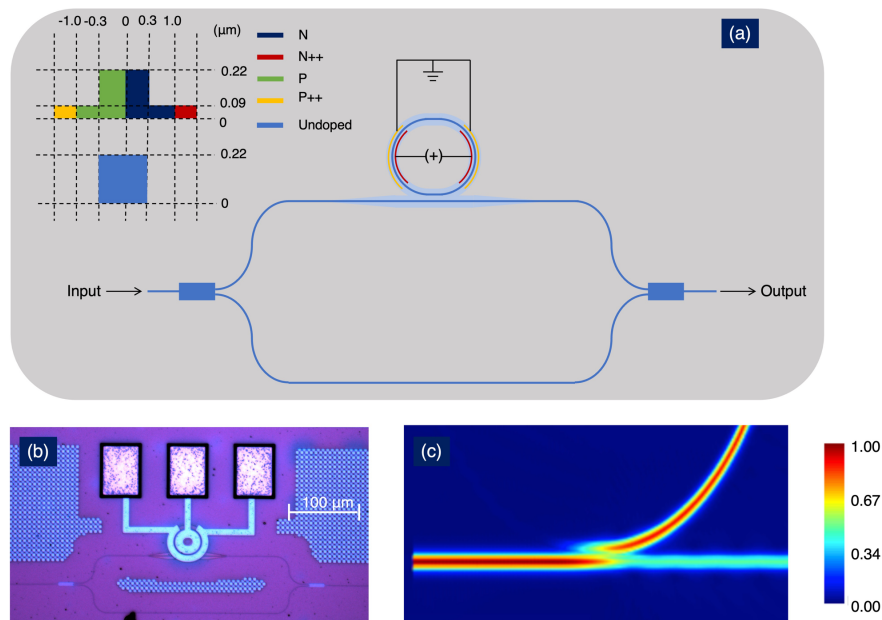 -1.0 -0.3 0 0.3 1.0 (μm)
N
N++
P
P++
Undoped
0.22
0.09
0
0.22
0
(a)
(+)
Input
Output
(b)
100 μm
(c)
1.00
0.67
0.34
0.00